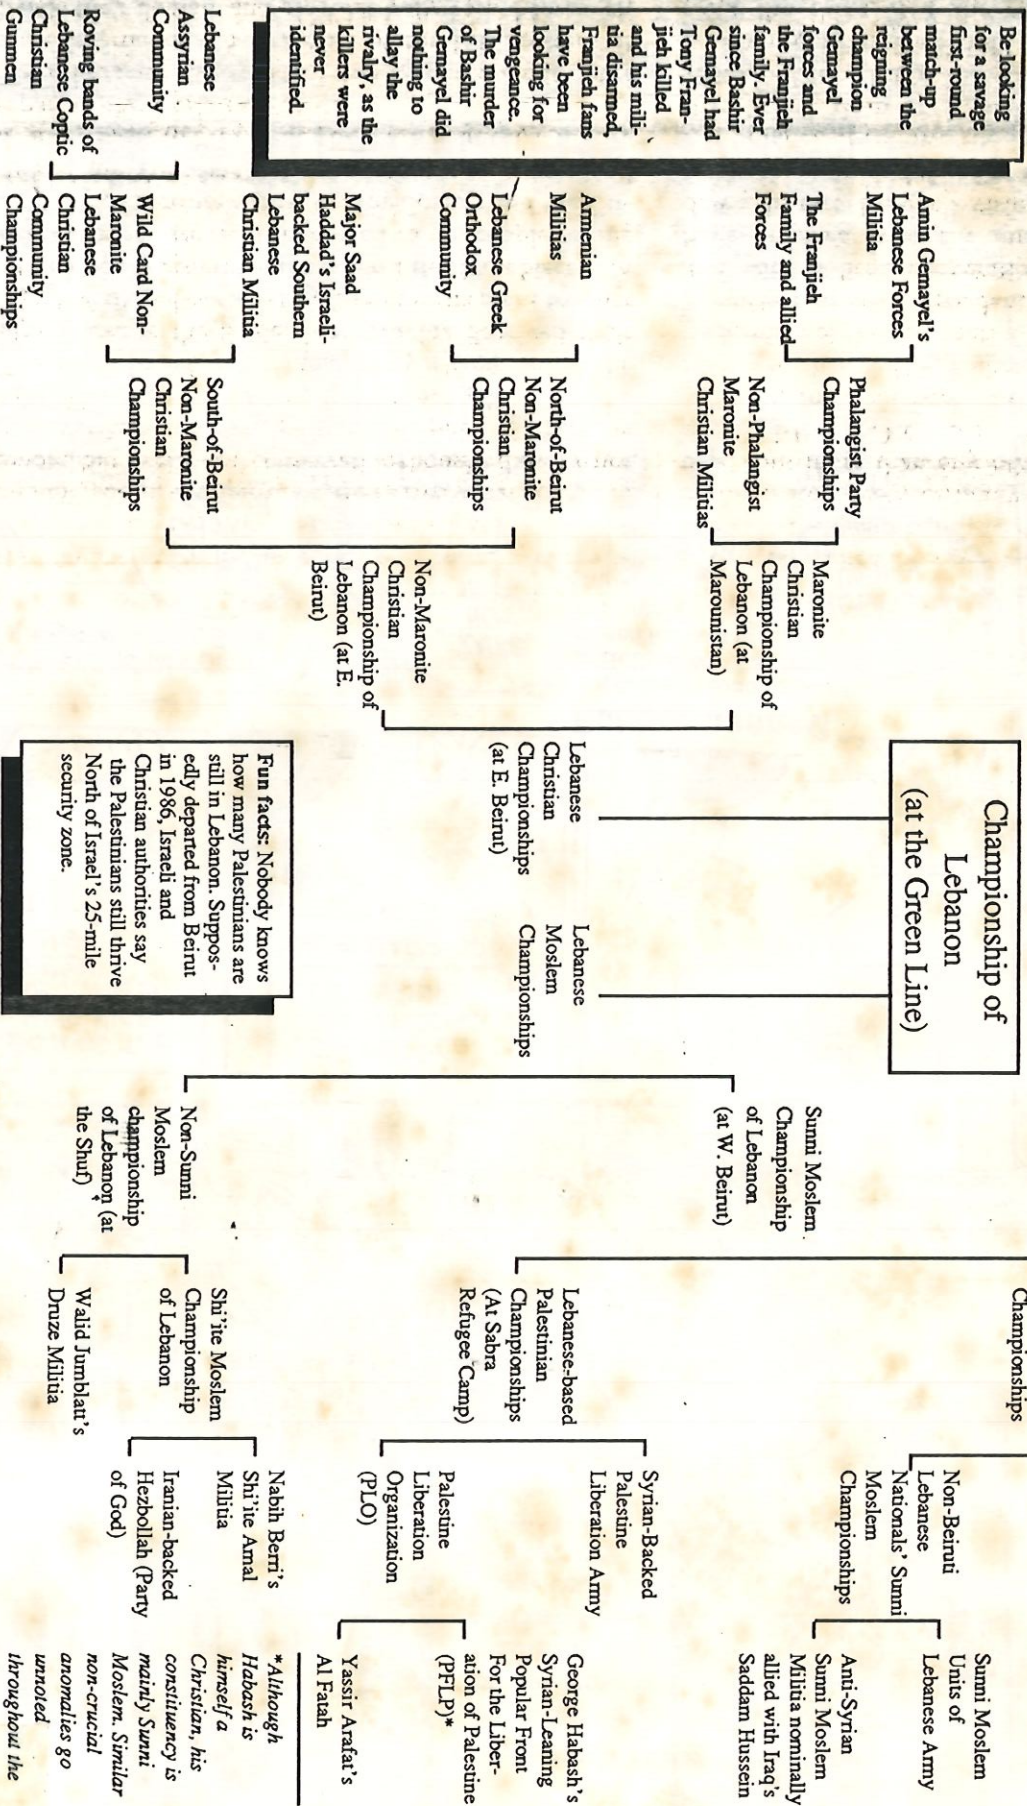 Be-looking
for a savage
first-round
match-up
between the
reigning
champion
Gemayel
forces and
the Franjieh
family. Ever
since Bashir
Gemayel had
Tony Fran-
jieh killed
and his mili-
tia disarmed,
Franjieh fans
have been
looking for
vengeance.
The murder
of Bashir
Gemayel did
nothing to
allay the
rivalry, as the
killers were
never
identified.
Lebanese
Assyrian
Community
Roving bands of
Lebanese Coptic
Christian
Gunmen
Amin Gemayel's
Lebanese Forces
Militia
The Franjieh
Family and allied
Forces
Armenian
Militias
Lebanese Greek
Orthodox
Community
Major Saad
Haddad's Israeli-
backed Southern
Lebanese
Christian Militia
Wild Card Non-
Maronite
Lebanese
Christian
Community
Championships
Phalangist Party
Championships
Non-Phalangist
Maronite
Christian Militias
North-of-Beirut
Non-Maronite
Christian
Championships
South-of-Beirut
Non-Maronite
Christian
Championships
Maronite
Christian
Championship of
Lebanon (at
Marounistan)
Non-Maronite
Christian
Championship of
Lebanon (at E.
Beirut)
Championship of
Lebanon
(at the Green Line)
Lebanese
Christian
Championships
(at E. Beirut)
Lebanese
Moslem
Championships
Fun facts: Nobody knows
how many Palestinians are
still in Lebanon. Suppos-
edly departed from Beirut
in 1986, Israeli and
Christian authorities say
the Palestinians still thrive
North of Israel's 25-mile
security zone.
Sunni Moslem
Championship
of Lebanon
(at W. Beirut)
Non-Sunni
Moslem
championship
of Lebanon (at
the Shuf)
Championships
Lebanese-based
Palestinian
Championships
(At Sabra
Refugee Camp)
Shi'ite Moslem
Championship
of Lebanon
Walid Jumblatt's
Druze Militia
Non-Beiruti
Lebanese
Nationals' Sunni
Moslem
Championships
Syrian-Backed
Palestine
Liberation Army
Palestine
Liberation
Organization
(PLO)
Nabih Berri's
Shi'ite Amal
Militia
Iranian-backed
Hezbollah (Party
of God)
Sunni Moslem
Units of
Lebanese Army
Anti-Syrian
Sunni Moslem
Militia nominally
allied with Iraq's
Saddam Hussein
George Habash's
Syrian-Leaning
Popular Front
For the Liber-
ation of Palestine
(PFLP)*
Yassir Arafat's
Al Fatah
*Although
Habash is
himself a
Christian, his
constituency is
mainly Sunni
Moslem. Similar
non-crucial
anomalies go
unnoted
throughout the